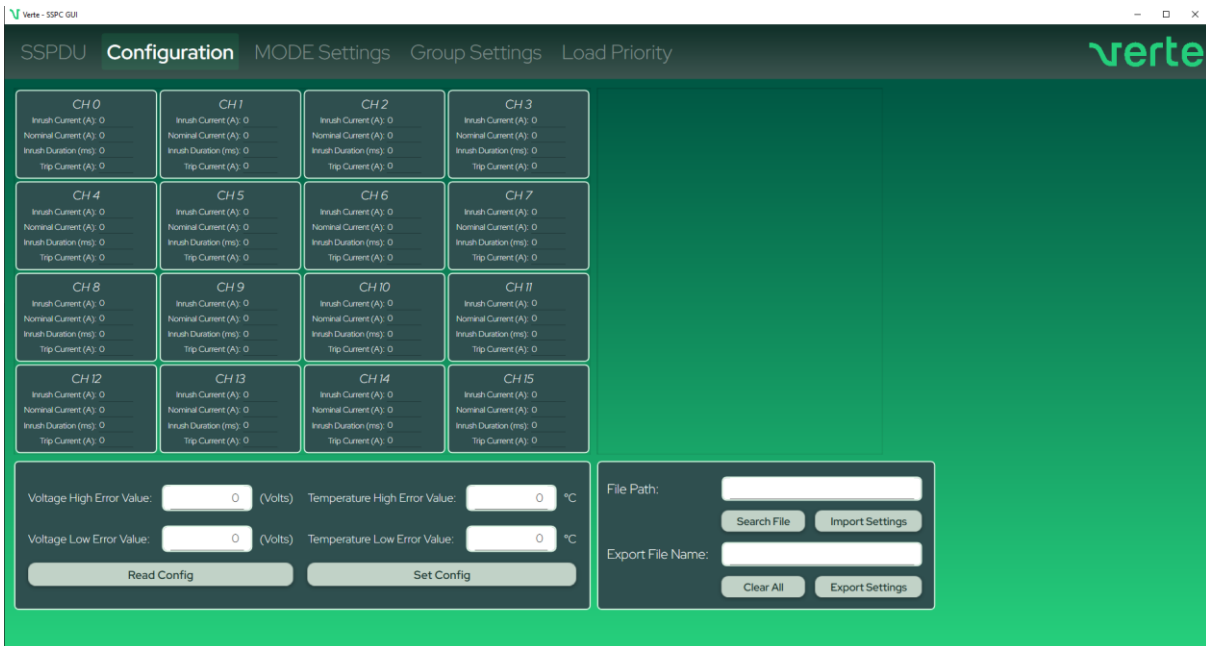 Verte - SSPC GUI
SSPDU Configuration MODE Settings Group Settings Load Priority verte
CH 0 CH 1 CH 2 CH 3
Inrush Current (A): 0 Inrush Current (A): 0 Inrush Current (A): 0 Inrush Current (A): 0
Nominal Current (A): 0 Nominal Current (A): 0 Nominal Current (A): 0 Nominal Current (A): 0
Inrush Duration (ms): 0 Inrush Duration (ms): 0 Inrush Duration (ms): 0 Inrush Duration (ms): 0
Trip Current (A): 0 Trip Current (A): 0 Trip Current (A): 0 Trip Current (A): 0
CH 4 CH 5 CH 6 CH 7
Inrush Current (A): 0 Inrush Current (A): 0 Inrush Current (A): 0 Inrush Current (A): 0
Nominal Current (A): 0 Nominal Current (A): 0 Nominal Current (A): 0 Nominal Current (A): 0
Inrush Duration (ms): 0 Inrush Duration (ms): 0 Inrush Duration (ms): 0 Inrush Duration (ms): 0
Trip Current (A): 0 Trip Current (A): 0 Trip Current (A): 0 Trip Current (A): 0
CH 8 CH 9 CH 10 CH 11
Inrush Current (A): 0 Inrush Current (A): 0 Inrush Current (A): 0 Inrush Current (A): 0
Nominal Current (A): 0 Nominal Current (A): 0 Nominal Current (A): 0 Nominal Current (A): 0
Inrush Duration (ms): 0 Inrush Duration (ms): 0 Inrush Duration (ms): 0 Inrush Duration (ms): 0
Trip Current (A): 0 Trip Current (A): 0 Trip Current (A): 0 Trip Current (A): 0
CH 12 CH 13 CH 14 CH 15
Inrush Current (A): 0 Inrush Current (A): 0 Inrush Current (A): 0 Inrush Current (A): 0
Nominal Current (A): 0 Nominal Current (A): 0 Nominal Current (A): 0 Nominal Current (A): 0
Inrush Duration (ms): 0 Inrush Duration (ms): 0 Inrush Duration (ms): 0 Inrush Duration (ms): 0
Trip Current (A): 0 Trip Current (A): 0 Trip Current (A): 0 Trip Current (A): 0
Voltage High Error Value: 0 (Volts) Temperature High Error Value: 0 °C
Voltage Low Error Value: 0 (Volts) Temperature Low Error Value: 0 °C
Read Config Set Config
File Path:
Search File Import Settings
Export File Name:
Clear All Export Settings